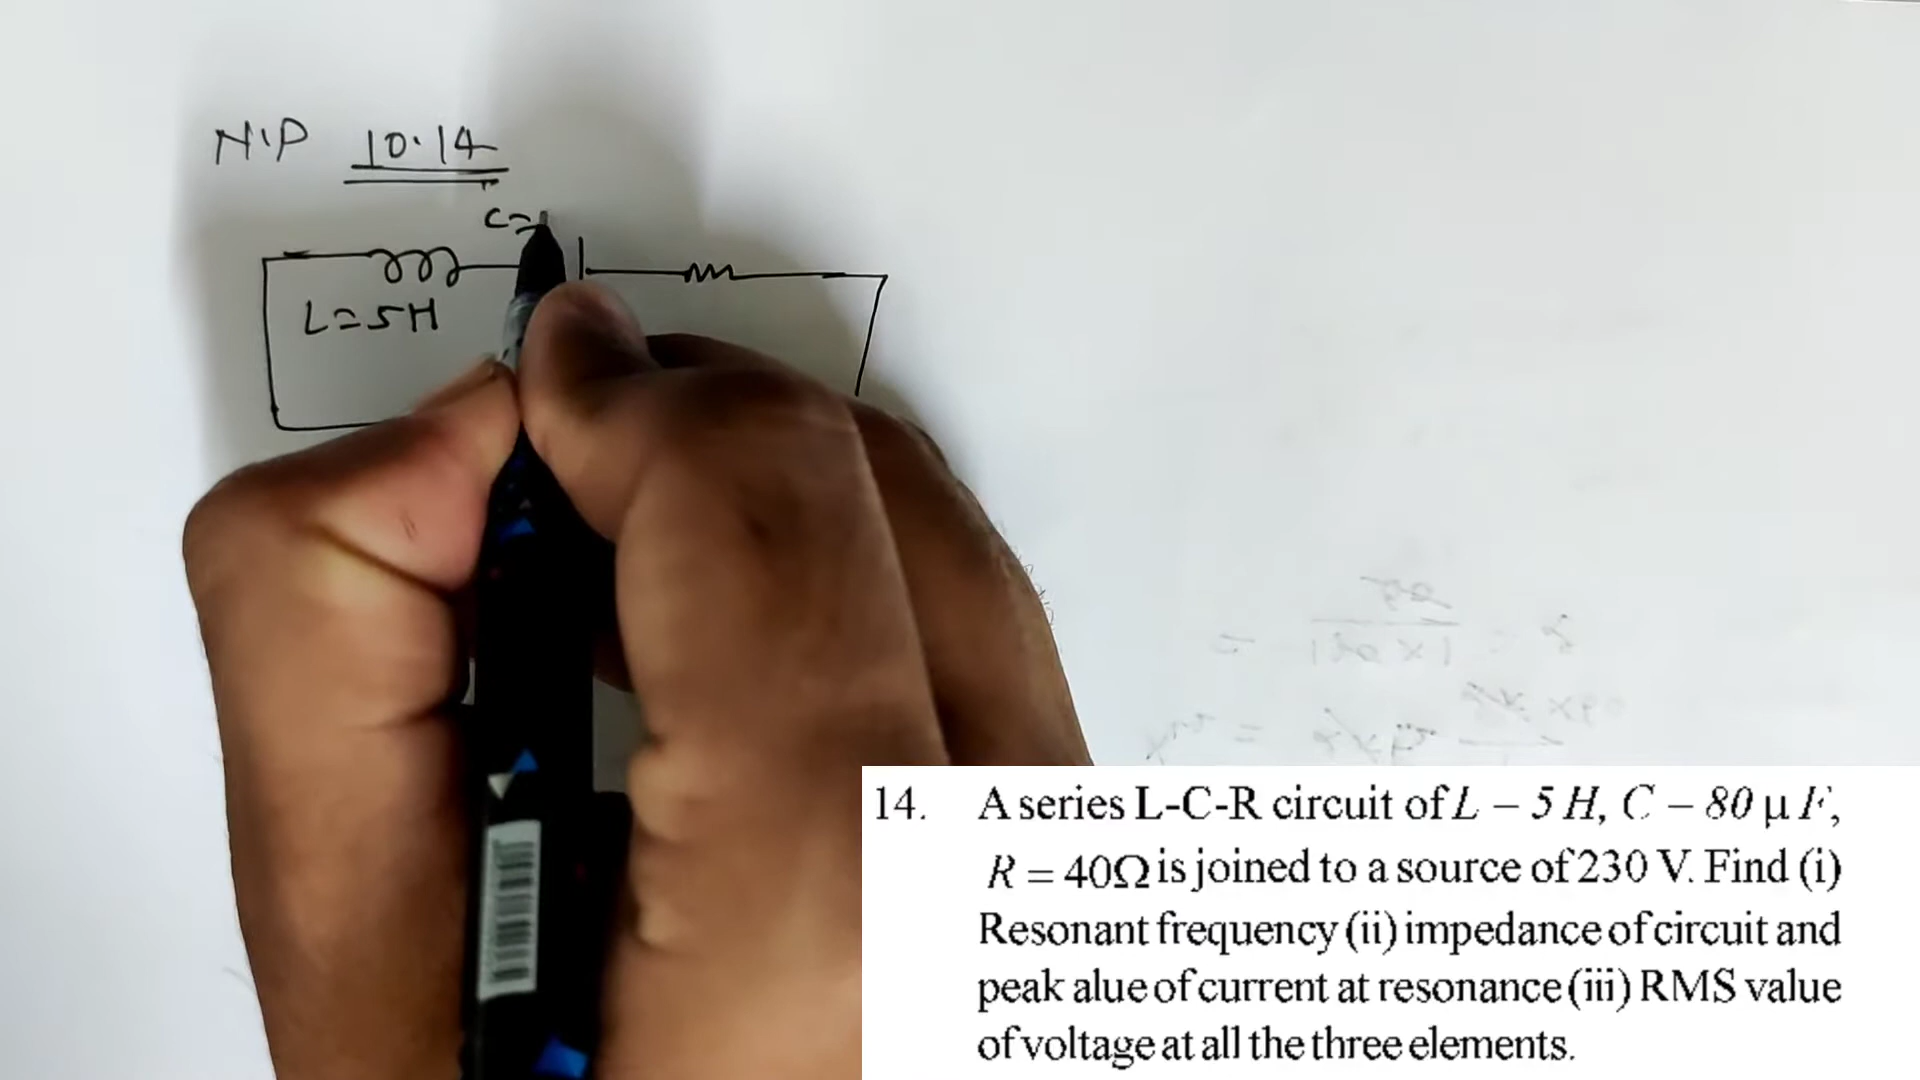 N.P 10.14
C=
L=5H
14. A series L-C-R circuit of L – 5 H, C – 80 μ F,
R = 40Ω is joined to a source of 230 V. Find (i)
Resonant frequency (ii) impedance of circuit and
peak alue of current at resonance (iii) RMS value
of voltage at all the three elements.